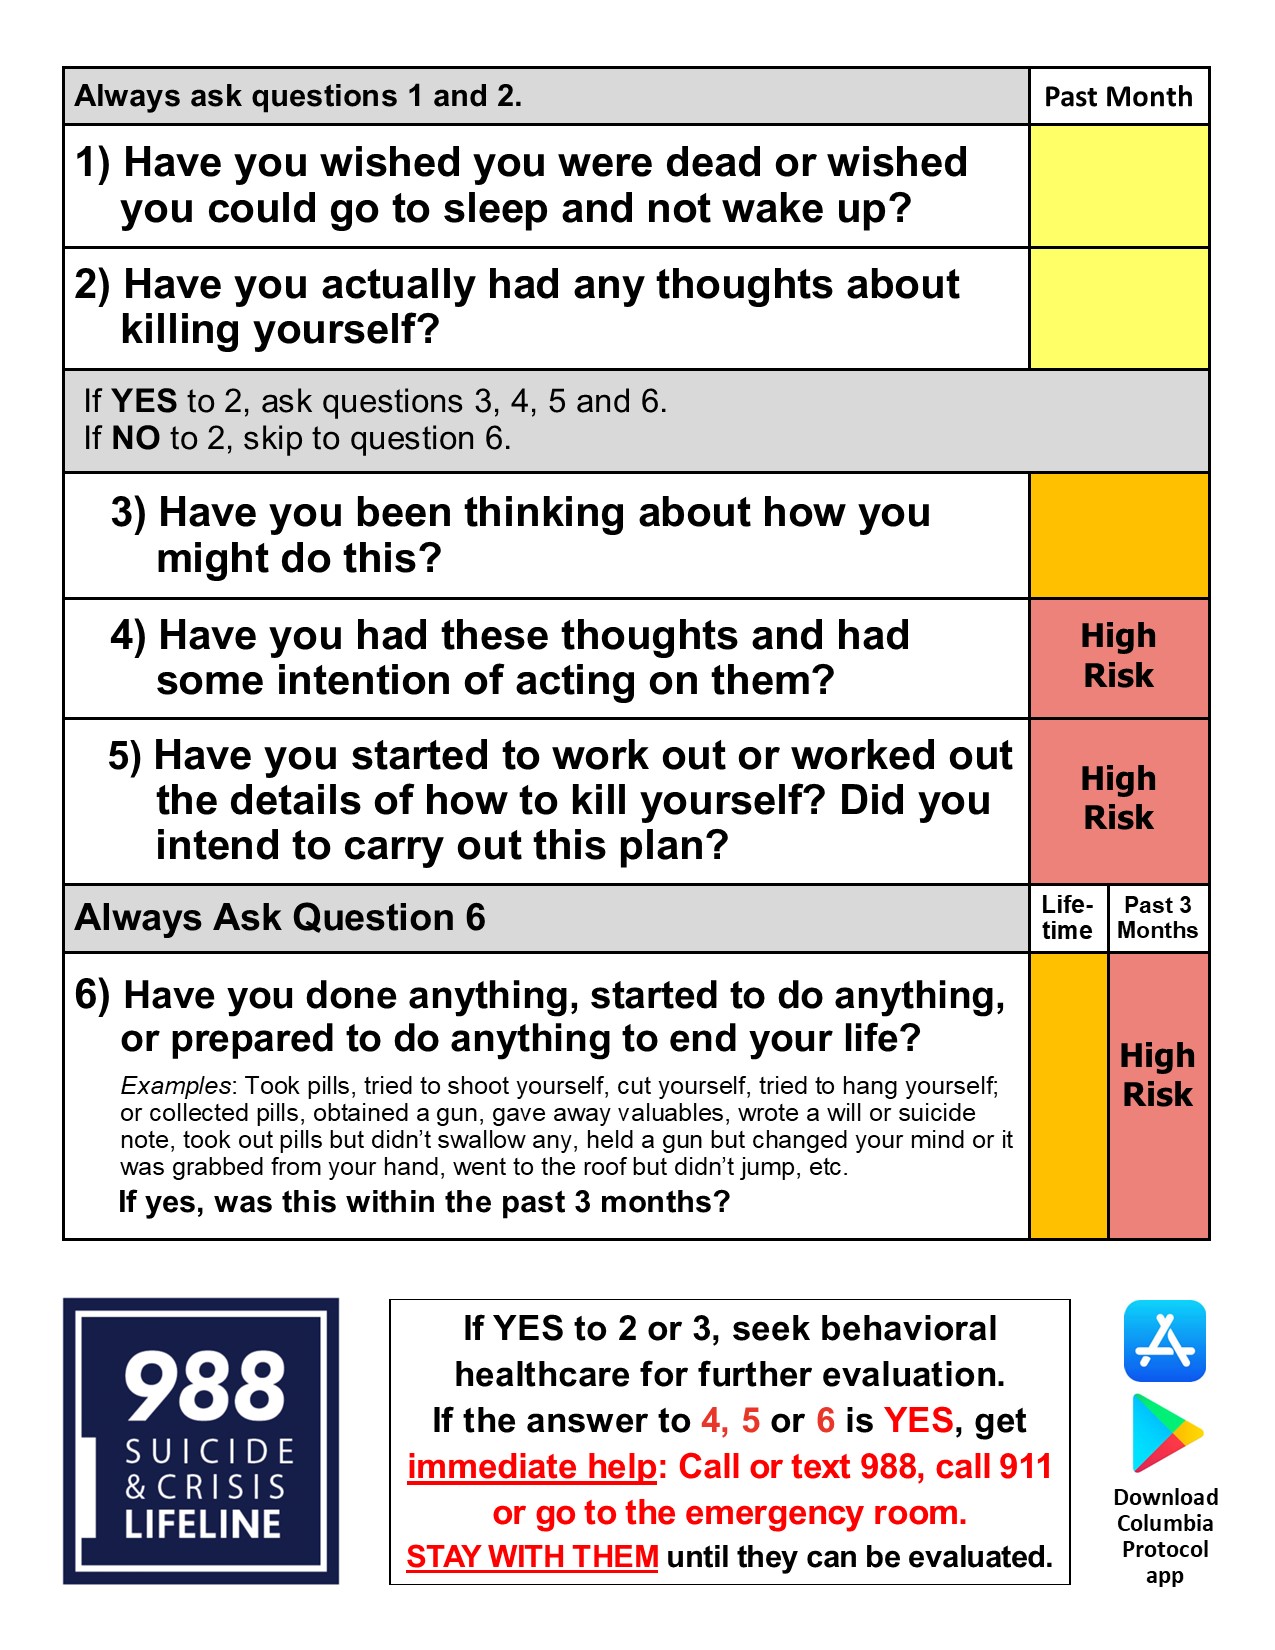 Always ask questions 1 and 2.
Past Month
1) Have you wished you were dead or wished
you could go to sleep and not wake up?
2) Have you actually had any thoughts about
killing yourself?
If YES to 2, ask questions 3, 4, 5 and 6.
If NO to 2, skip to question 6.
3) Have you been thinking about how you
might do this?
4) Have you had these thoughts and had
some intention of acting on them?
High
Risk
5) Have you started to work out or worked out
the details of how to kill yourself? Did you
intend to carry out this plan?
High
Risk
Always Ask Question 6
Life-
time
Past 3
Months
6) Have you done anything, started to do anything,
or prepared to do anything to end your life?
Examples: Took pills, tried to shoot yourself, cut yourself, tried to hang yourself;
or collected pills, obtained a gun, gave away valuables, wrote a will or suicide
note, took out pills but didn’t swallow any, held a gun but changed your mind or it
was grabbed from your hand, went to the roof but didn’t jump, etc.
If yes, was this within the past 3 months?
High
Risk
988
SUICIDE
& CRISIS
LIFELINE
If YES to 2 or 3, seek behavioral
healthcare for further evaluation.
If the answer to 4, 5 or 6 is YES, get
immediate help: Call or text 988, call 911
or go to the emergency room.
STAY WITH THEM until they can be evaluated.
Download
Columbia
Protocol
app